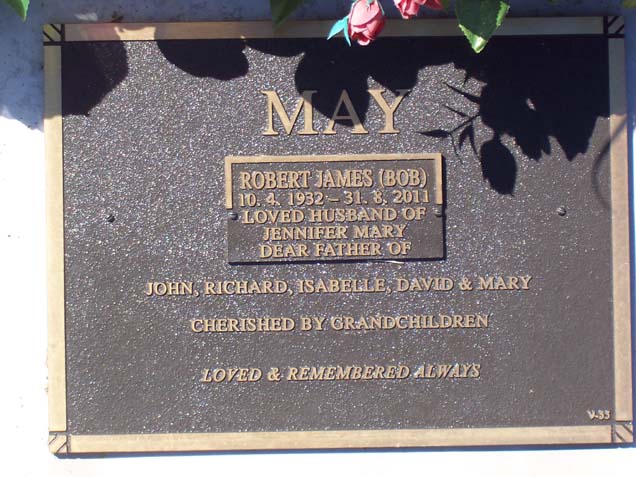 MAY
ROBERT JAMES (BOB)
10. 4. 1932 – 31. 8. 2011
LOVED HUSBAND OF
JENNIFER MARY
DEAR FATHER OF
JOHN, RICHARD, ISABELLE, DAVID & MARY
CHERISHED BY GRANDCHILDREN
LOVED & REMEMBERED ALWAYS
V-33